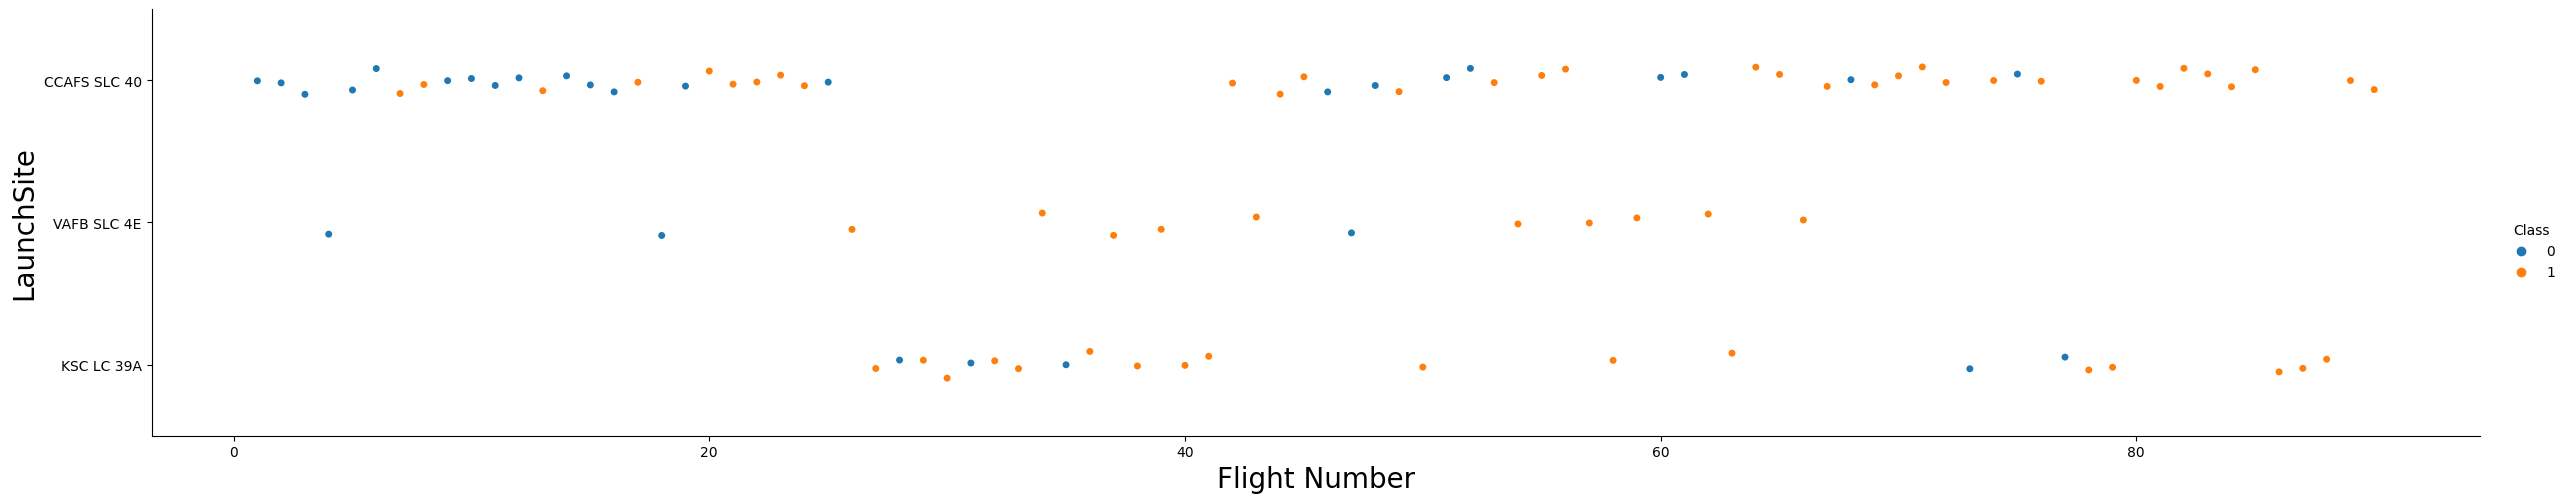 LaunchSite
CCAFS SLC 40
VAFB SLC 4E
KSC LC 39A
0 20 40 60 80
Flight Number
Class
0
1